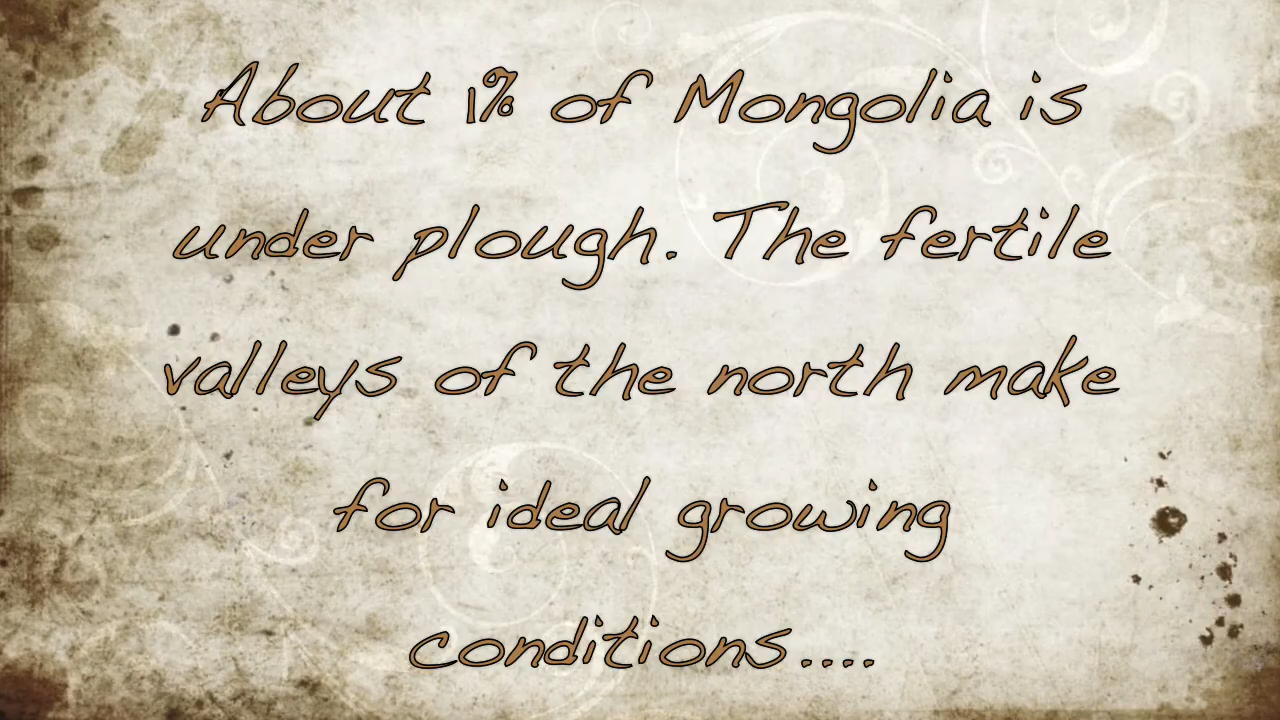 About 1% of Mongolia is
under plough. The fertile
valleys of the north make
for ideal growing
conditions....